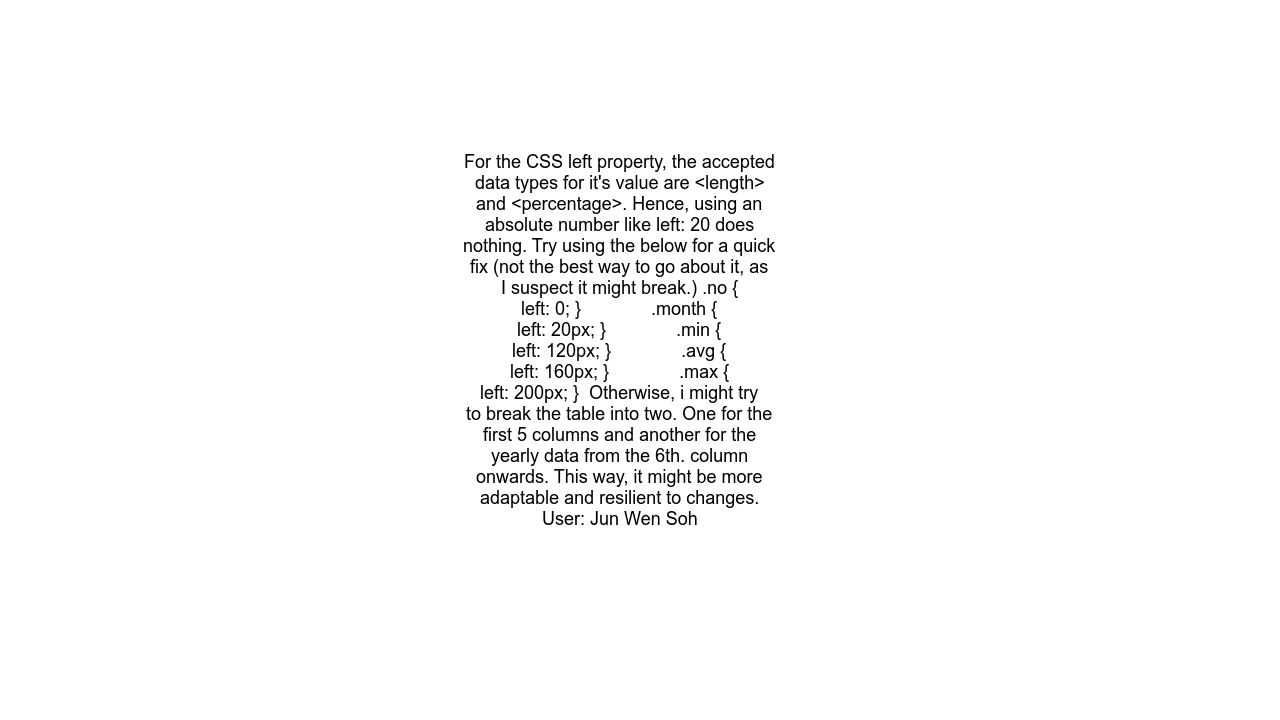 For the CSS left property, the accepted
data types for it's value are <length>
and <percentage>. Hence, using an
absolute number like left: 20 does
nothing. Try using the below for a quick
fix (not the best way to go about it, as
I suspect it might break.) .no {
left: 0; }              .month {
left: 20px; }              .min {
left: 120px; }              .avg {
left: 160px; }              .max {
left: 200px; }  Otherwise, i might try
to break the table into two. One for the
first 5 columns and another for the
yearly data from the 6th. column
onwards. This way, it might be more
adaptable and resilient to changes.
User: Jun Wen Soh